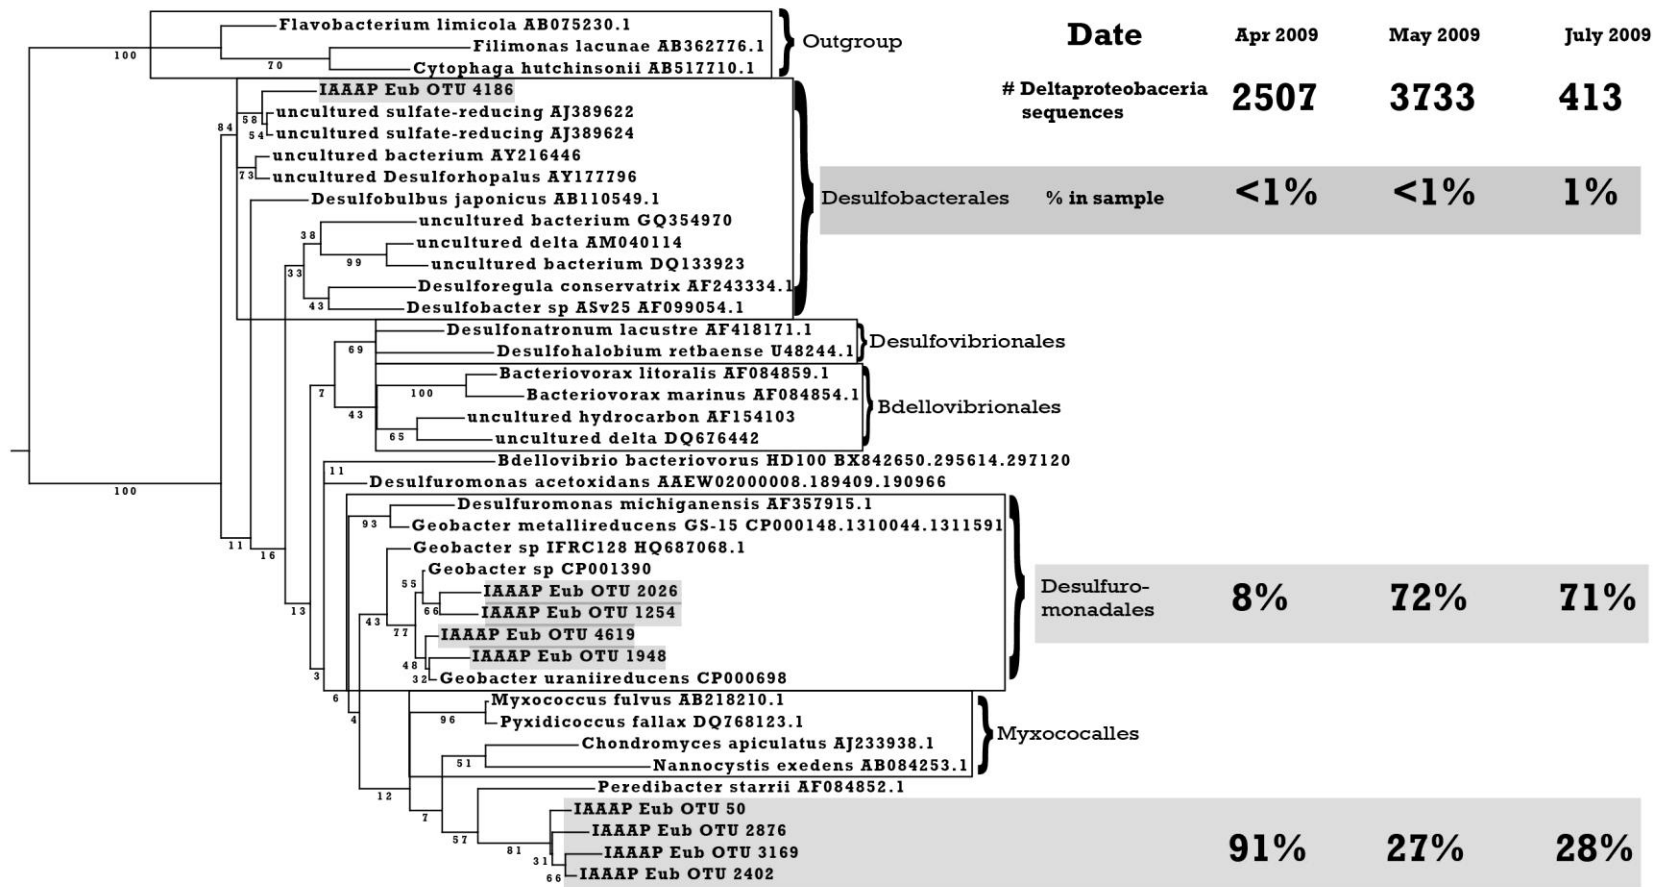 Flavobacterium limicola AB075230.1
Filimonas lacunae AB362776.1
Cytophaga hutchinsonii AB517710.1
100
70
Outgroup
Date
Apr 2009
May 2009
July 2009
# Deltaproteobaceria
sequences
2507
3733
413
IAAAP Eub OTU 4186
uncultured sulfate-reducing AJ389622
uncultured sulfate-reducing AJ389624
uncultured bacterium AY216446
uncultured Desulforhopalus AY177796
Desulfobulbus japonicus AB110549.1
uncultured bacterium GQ354970
uncultured delta AM040114
uncultured bacterium DQ133923
Desulforegula conservatrix AF243334.1
Desulfobacter sp ASv25 AF099054.1
84
58
54
73
38
99
33
43
Desulfobacterales
% in sample
<1%
<1%
1%
Desulfonatronum lacustre AF418171.1
Desulfohalobium retbaense U48244.1
69
Desulfovibrionales
Bacteriovorax litoralis AF084859.1
Bacteriovorax marinus AF084854.1
uncultured hydrocarbon AF154103
uncultured delta DQ676442
7
100
43
65
Bdellovibrionales
Bdellovibrio bacteriovorus HD100 BX842650.295614.297120
Desulfuromonas acetoxidans AAEW02000008.189409.190966
11
100
Desulfuromonas michiganensis AF357915.1
Geobacter metallireducens GS-15 CP000148.1310044.1311591
Geobacter sp IFRC128 HQ687068.1
Geobacter sp CP001390
IAAAP Eub OTU 2026
IAAAP Eub OTU 1254
IAAAP Eub OTU 4619
IAAAP Eub OTU 1948
Geobacter uraniireducens CP000698
93
11
16
55
66
13
43
77
48
32
3
6
4
Desulfuro-
monadales
8%
72%
71%
Myxococcus fulvus AB218210.1
Pyxidicoccus fallax DQ768123.1
Chondromyces apiculatus AJ233938.1
Nannocystis exedens AB084253.1
96
51
Myxococalles
Peredibacter starrii AF084852.1
IAAAP Eub OTU 50
IAAAP Eub OTU 2876
IAAAP Eub OTU 3169
IAAAP Eub OTU 2402
12
7
57
81
31
66
91%
27%
28%